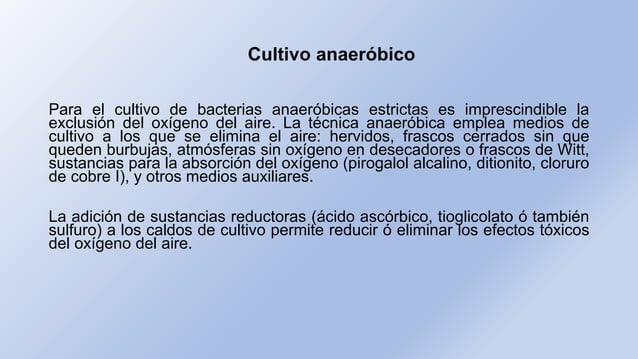 Cultivo anaeróbico
Para el cultivo de bacterias anaeróbicas estrictas es imprescindible la
exclusión del oxígeno del aire. La técnica anaeróbica emplea medios de
cultivo a los que se elimina el aire: hervidos, frascos cerrados sin que
queden burbujas, atmósferas sin oxígeno en desecadores o frascos de Witt,
sustancias para la absorción del oxígeno (pirogalol alcalino, ditionito, cloruro
de cobre I), y otros medios auxiliares.
La adición de sustancias reductoras (ácido ascórbico, tioglicolato ó también
sulfuro) a los caldos de cultivo permite reducir ó eliminar los efectos tóxicos
del oxígeno del aire.